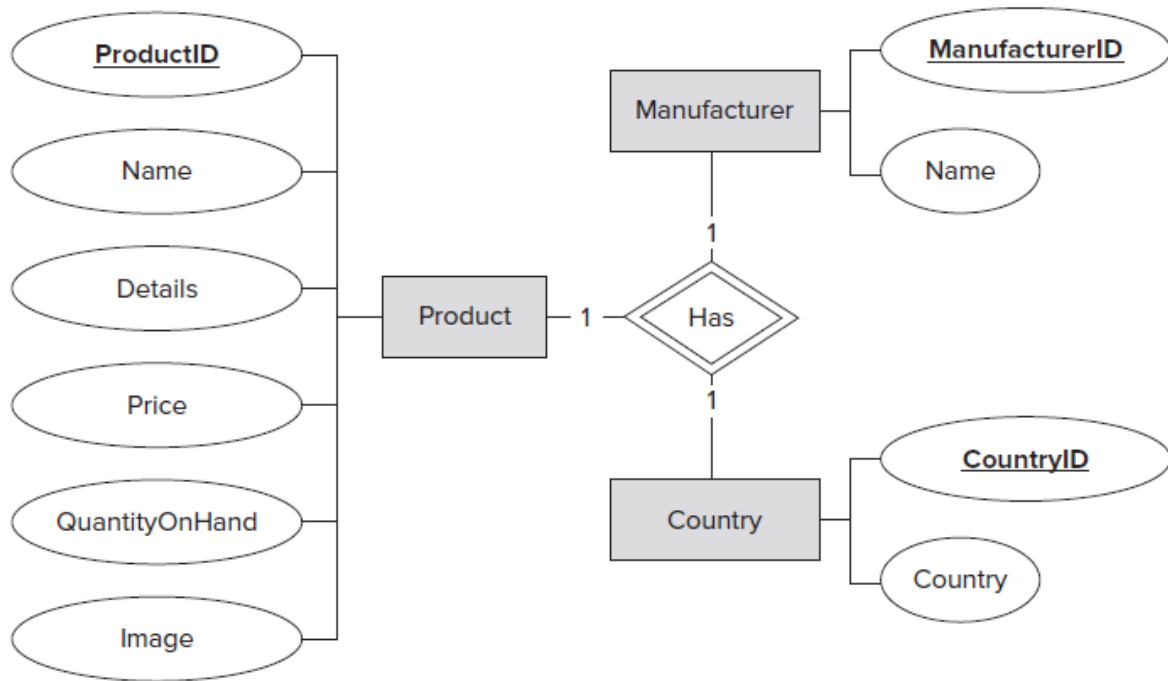 ProductID
Name
Details
Price
QuantityOnHand
Image
Product
1
Has
1
1
Manufacturer
ManufacturerID
Name
Country
CountryID
Country